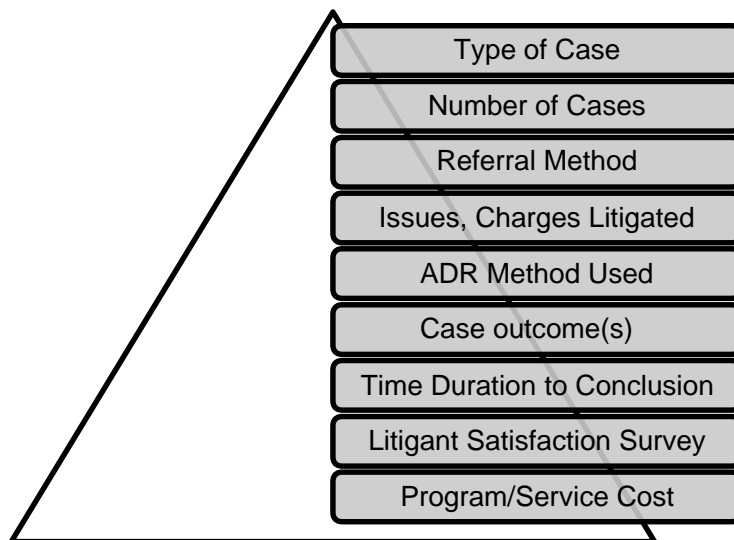 Type of Case
Number of Cases
Referral Method
Issues, Charges Litigated
ADR Method Used
Case outcome(s)
Time Duration to Conclusion
Litigant Satisfaction Survey
Program/Service Cost